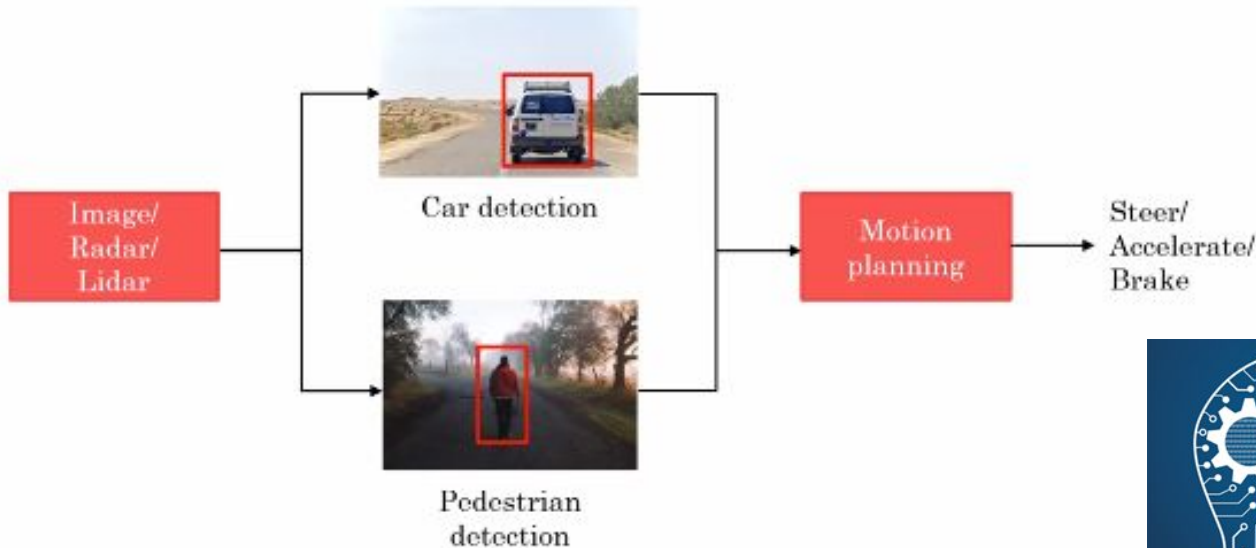 Image/
Radar/
Lidar
Car detection
Pedestrian
detection
Motion
planning
Steer/
Accelerate/
Brake